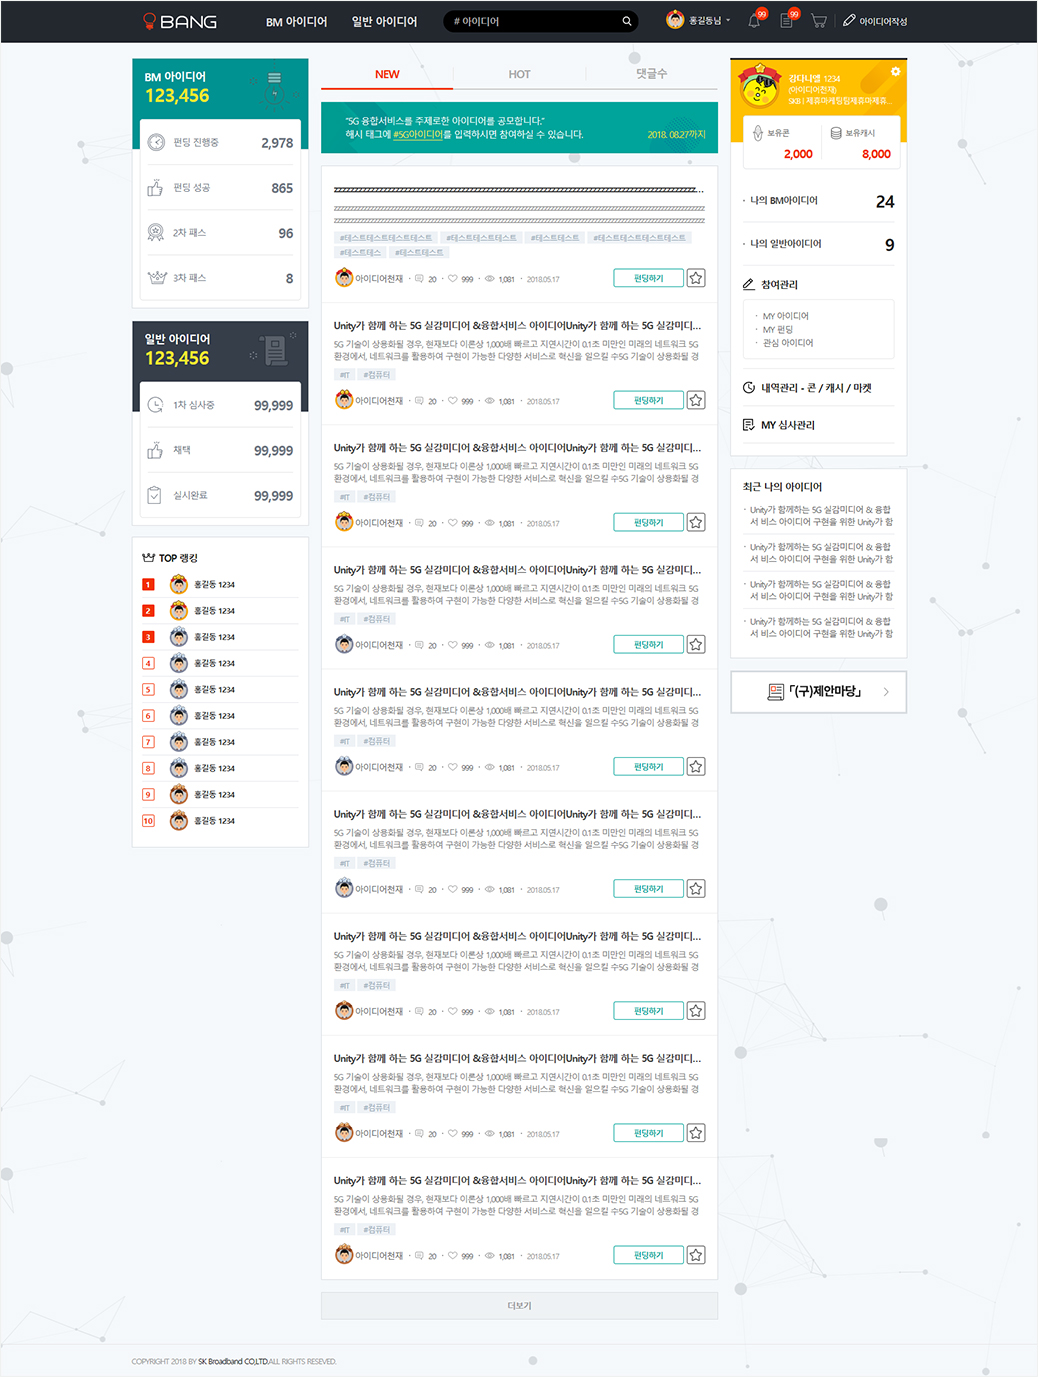 BANG
BM 아이디어
일반 아이디어
# 아이디어
홍길동님
99
99
아이디어작성
BM 아이디어
123,456
펀딩 진행중 2,978
펀딩 성공 865
2차 패스 96
3차 패스 8
일반 아이디어
123,456
1차 심사중 99,999
채택 99,999
실시완료 99,999
TOP 랭킹
1 홍길동 1234
2 홍길동 1234
3 홍길동 1234
4 홍길동 1234
5 홍길동 1234
6 홍길동 1234
7 홍길동 1234
8 홍길동 1234
9 홍길동 1234
10 홍길동 1234
NEW HOT 댓글수
"5G 융합서비스를 주제로한 아이디어를 공모합니다."
해시 태그에 #5G아이디어를 입력하시면 참여하실 수 있습니다. 2018. 08.27까지
#테스트테스트테스트테스트 #테스트테스트테스트 #테스트테스트 #테스트테스트테스트테스트
#테스트테스 #테스트테스트
아이디어천재 · 20 · 999 · 1,081 · 2018.05.17 펀딩하기
Unity가 함께 하는 5G 실감미디어 &융합서비스 아이디어Unity가 함께 하는 5G 실감미디...
5G 기술이 상용화될 경우, 현재보다 이론상 1,000배 빠르고 지연시간이 0.1초 미만인 미래의 네트워크 5G
환경에서, 네트워크를 활용하여 구현이 가능한 다양한 서비스로 혁신을 일으킬 수5G 기술이 상용화될 경
#IT #컴퓨터
아이디어천재 · 20 · 999 · 1,081 · 2018.05.17 펀딩하기
Unity가 함께 하는 5G 실감미디어 &융합서비스 아이디어Unity가 함께 하는 5G 실감미디...
5G 기술이 상용화될 경우, 현재보다 이론상 1,000배 빠르고 지연시간이 0.1초 미만인 미래의 네트워크 5G
환경에서, 네트워크를 활용하여 구현이 가능한 다양한 서비스로 혁신을 일으킬 수5G 기술이 상용화될 경
#IT #컴퓨터
아이디어천재 · 20 · 999 · 1,081 · 2018.05.17 펀딩하기
Unity가 함께 하는 5G 실감미디어 &융합서비스 아이디어Unity가 함께 하는 5G 실감미디...
5G 기술이 상용화될 경우, 현재보다 이론상 1,000배 빠르고 지연시간이 0.1초 미만인 미래의 네트워크 5G
환경에서, 네트워크를 활용하여 구현이 가능한 다양한 서비스로 혁신을 일으킬 수5G 기술이 상용화될 경
#IT #컴퓨터
아이디어천재 · 20 · 999 · 1,081 · 2018.05.17 펀딩하기
Unity가 함께 하는 5G 실감미디어 &융합서비스 아이디어Unity가 함께 하는 5G 실감미디...
5G 기술이 상용화될 경우, 현재보다 이론상 1,000배 빠르고 지연시간이 0.1초 미만인 미래의 네트워크 5G
환경에서, 네트워크를 활용하여 구현이 가능한 다양한 서비스로 혁신을 일으킬 수5G 기술이 상용화될 경
#IT #컴퓨터
아이디어천재 · 20 · 999 · 1,081 · 2018.05.17 펀딩하기
Unity가 함께 하는 5G 실감미디어 &융합서비스 아이디어Unity가 함께 하는 5G 실감미디...
5G 기술이 상용화될 경우, 현재보다 이론상 1,000배 빠르고 지연시간이 0.1초 미만인 미래의 네트워크 5G
환경에서, 네트워크를 활용하여 구현이 가능한 다양한 서비스로 혁신을 일으킬 수5G 기술이 상용화될 경
#IT #컴퓨터
아이디어천재 · 20 · 999 · 1,081 · 2018.05.17 펀딩하기
Unity가 함께 하는 5G 실감미디어 &융합서비스 아이디어Unity가 함께 하는 5G 실감미디...
5G 기술이 상용화될 경우, 현재보다 이론상 1,000배 빠르고 지연시간이 0.1초 미만인 미래의 네트워크 5G
환경에서, 네트워크를 활용하여 구현이 가능한 다양한 서비스로 혁신을 일으킬 수5G 기술이 상용화될 경
#IT #컴퓨터
아이디어천재 · 20 · 999 · 1,081 · 2018.05.17 펀딩하기
Unity가 함께 하는 5G 실감미디어 &융합서비스 아이디어Unity가 함께 하는 5G 실감미디...
5G 기술이 상용화될 경우, 현재보다 이론상 1,000배 빠르고 지연시간이 0.1초 미만인 미래의 네트워크 5G
환경에서, 네트워크를 활용하여 구현이 가능한 다양한 서비스로 혁신을 일으킬 수5G 기술이 상용화될 경
#IT #컴퓨터
아이디어천재 · 20 · 999 · 1,081 · 2018.05.17 펀딩하기
Unity가 함께 하는 5G 실감미디어 &융합서비스 아이디어Unity가 함께 하는 5G 실감미디...
5G 기술이 상용화될 경우, 현재보다 이론상 1,000배 빠르고 지연시간이 0.1초 미만인 미래의 네트워크 5G
환경에서, 네트워크를 활용하여 구현이 가능한 다양한 서비스로 혁신을 일으킬 수5G 기술이 상용화될 경
#IT #컴퓨터
아이디어천재 · 20 · 999 · 1,081 · 2018.05.17 펀딩하기
더보기
김다니엘 1234
(아이디어천재)
SKB | 제휴마케팅팀제휴마제휴...
보유콘 2,000
보유캐시 8,000
· 나의 BM아이디어 24
· 나의 일반아이디어 9
참여관리
· MY 아이디어
· MY 펀딩
· 관심 아이디어
내역관리 - 콘 / 캐시 / 마켓
MY 심사관리
최근 나의 아이디어
· Unity가 함께하는 5G 실감미디어 & 융합
서 비스 아이디어 구현을 위한 Unity가 함
· Unity가 함께하는 5G 실감미디어 & 융합
서 비스 아이디어 구현을 위한 Unity가 함
· Unity가 함께하는 5G 실감미디어 & 융합
서 비스 아이디어 구현을 위한 Unity가 함
· Unity가 함께하는 5G 실감미디어 & 융합
서 비스 아이디어 구현을 위한 Unity가 함
「(구)제안마당」
COPYRIGHT 2018 BY SK Broadband CO,LTD.ALL RIGHTS RESEVED.